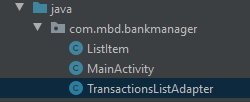 java
com.mbd.bankmanager
C ListItem
C MainActivity
C TransactionsListAdapter